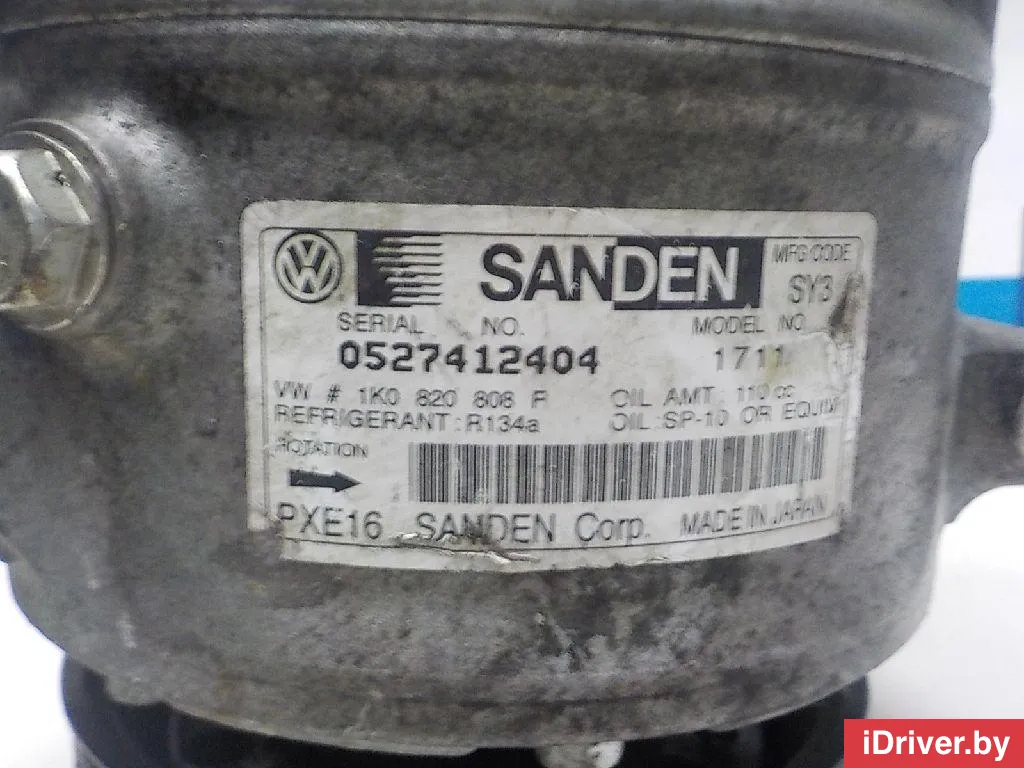 SANDEN
MFG CODE
SY3
SERIAL NO.
MODEL NO
0527412404
VW # 1K0 820 808 F
OIL AMT: 110 cc
REFRIGERANT: R134a
OIL: SP-10 OR EQUIV
ROTATION
PXE16 SANDEN Corp. MADE IN JAPAN
iDriver.by